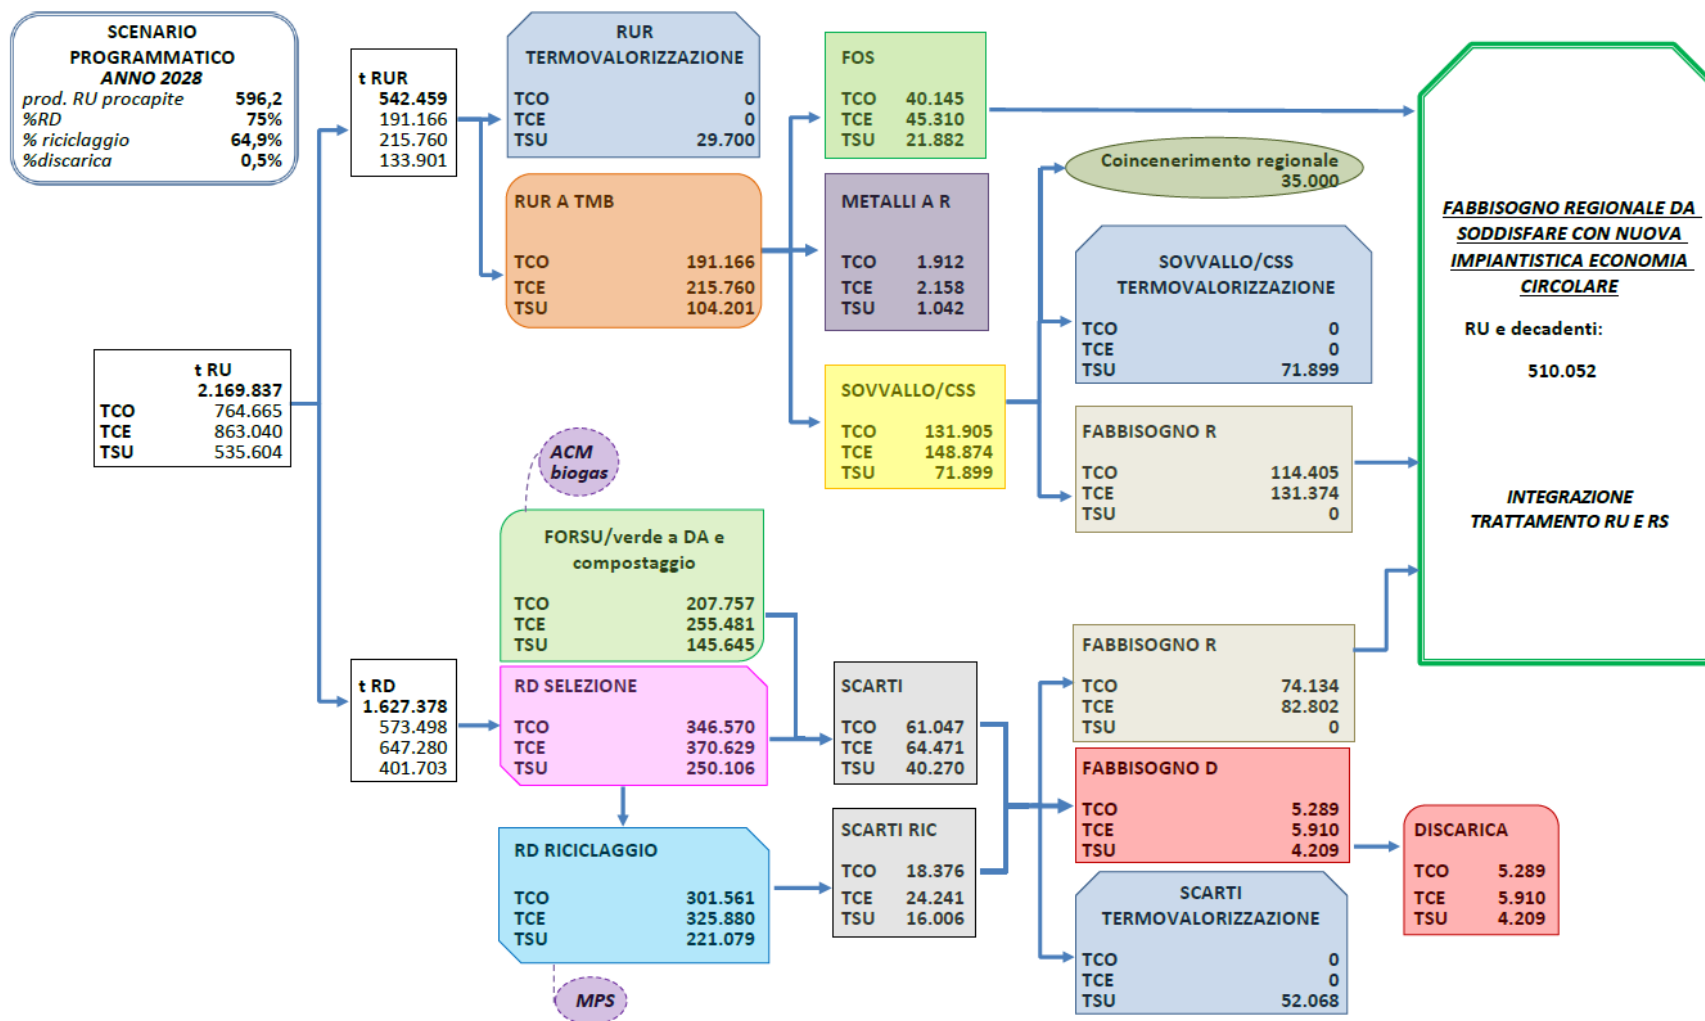 SCENARIO
PROGRAMMATICO
ANNO 2028
prod. RU procapite 596,2
%RD 75%
% riciclaggio 64,9%
%discarica 0,5%
t RU
2.169.837
TCO 764.665
TCE 863.040
TSU 535.604
t RUR
542.459
191.166
215.760
133.901
t RD
1.627.378
573.498
647.280
401.703
RUR
TERMOVALORIZZAZIONE
TCO 0
TCE 0
TSU 29.700
RUR A TMB
TCO 191.166
TCE 215.760
TSU 104.201
ACM
biogas
FORSU/verde a DA e
compostaggio
TCO 207.757
TCE 255.481
TSU 145.645
RD SELEZIONE
TCO 346.570
TCE 370.629
TSU 250.106
RD RICICLAGGIO
TCO 301.561
TCE 325.880
TSU 221.079
MPS
FOS
TCO 40.145
TCE 45.310
TSU 21.882
METALLI A R
TCO 1.912
TCE 2.158
TSU 1.042
SOVVALLO/CSS
TCO 131.905
TCE 148.874
TSU 71.899
SCARTI
TCO 61.047
TCE 64.471
TSU 40.270
SCARTI RIC
TCO 18.376
TCE 24.241
TSU 16.006
Coincenerimento regionale
35.000
SOVVALLO/CSS
TERMOVALORIZZAZIONE
TCO 0
TCE 0
TSU 71.899
FABBISOGNO R
TCO 114.405
TCE 131.374
TSU 0
FABBISOGNO R
TCO 74.134
TCE 82.802
TSU 0
FABBISOGNO D
TCO 5.289
TCE 5.910
TSU 4.209
SCARTI
TERMOVALORIZZAZIONE
TCO 0
TCE 0
TSU 52.068
DISCARICA
TCO 5.289
TCE 5.910
TSU 4.209
FABBISOGNO REGIONALE DA
SODDISFARE CON NUOVA
IMPIANTISTICA ECONOMIA
CIRCOLARE
RU e decadenti:
510.052
INTEGRAZIONE
TRATTAMENTO RU E RS